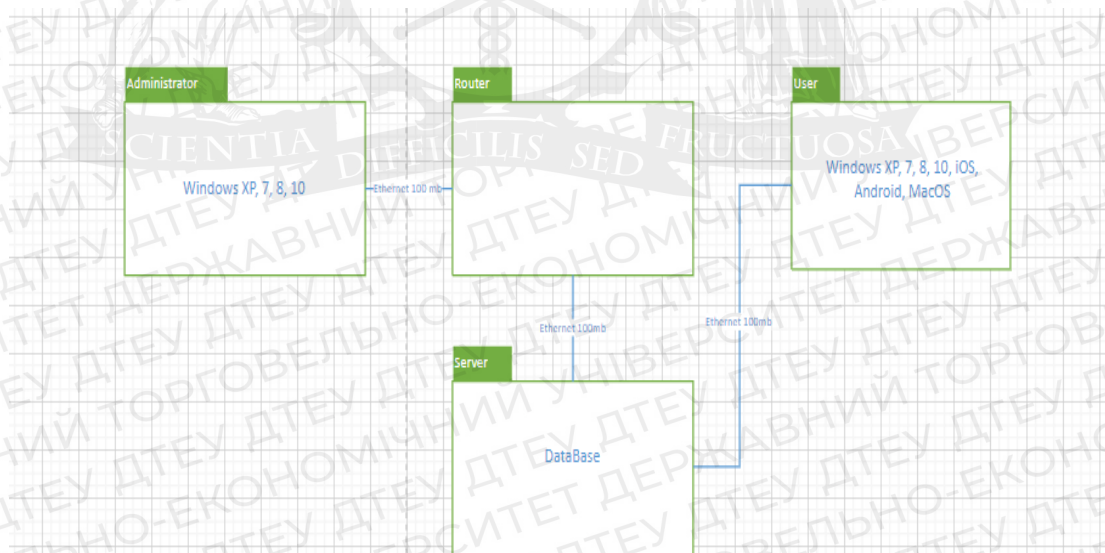 Administrator
Router
User
SCIENTIA DIFFICILIS SED FRUCTUOSA
Windows XP, 7, 8, 10
Ethernet 100 mb
Windows XP, 7, 8, 10, iOS,
Android, MacOS
Ethernet 100mb
Ethernet 100mb
Server
DataBase